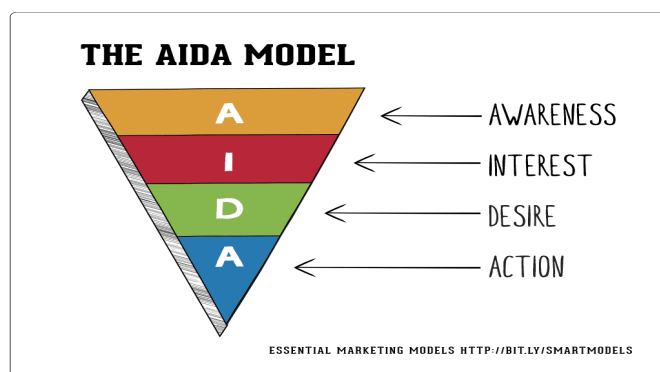 THE AIDA MODEL
A
AWARENESS
I
INTEREST
D
DESIRE
A
ACTION
ESSENTIAL MARKETING MODELS HTTP://BIT.LY/SMARTMODELS